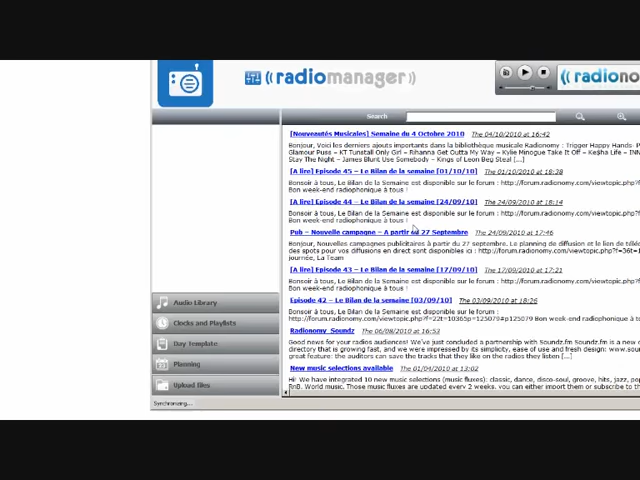 ((radiomanager))
((radiono
Search
[Nouveautés Musicales] Semaine du 4 Octobre 2010 The 04/10/2010 at 16:42
Bonjour, Voici les derniers ajouts importants dans la bibliothèque musicale Radionomy : Trigger Happy Hands- P
Glamour Puss - KT Tunstall Only Girl - Rihanna Get Outta My Way - Kylie Minogue Take It Off - Ke$ha Life - INN
Stay The Night - James Blunt Use Somebody - Kings of Leon Beg Steal [...]
[A lire] Episode 45 – Le Bilan de la semaine [01/10/10] The 01/10/2010 at 18:38
Bonsoir à tous, Le Bilan de la Semaine est disponible sur le forum : http://forum.radionomy.com/viewtopic.php?f
Bon week-end radiophonique à tous !
[A lire] Episode 44 – Le Bilan de la semaine [24/09/10] The 24/09/2010 at 18:14
Bonsoir à tous, Le Bilan de la Semaine est disponible sur le forum : http://forum.radionomy.com/viewtopic.php?f
Bon week-end radiophonique à tous !
Pub – Nouvelle campagne – A partir du 27 Septembre The 24/09/2010 at 17:46
Bonjour, Nouvelles campagnes publicitaires à partir du 27 septembre. Le planning de diffusion et le lien de téléc
des spots pour vos diffusions en direct sont disponibles ici : http://forum.radionomy.com/viewtopic.php?f=36t=1
journée, La Team
[A lire] Episode 43 – Le Bilan de la semaine [17/09/10] The 17/09/2010 at 17:21
Bonsoir à tous, Le Bilan de la Semaine est disponible sur le forum : http://forum.radionomy.com/viewtopic.php?f
Bon week-end radiophonique à tous !
Episode 42 – Le Bilan de la semaine [03/09/10] The 03/09/2010 at 18:26
Bonsoir à tous, Le Bilan de la Semaine est disponible sur le forum :
http://forum.radionomy.com/viewtopic.php?f=22t=10365p=125079#p125079 Bon week-end radiophonique à to
Radionomy Soundz The 06/08/2010 at 16:53
Good news for your radios audiences! We've just concluded a partnership with Soundz.fm Soundz.fm is a new
directory that is growing fast, and we were impressed by its simplicity, ease of use and fresh design: www.sou
great feature: the auditors can save the tracks that they like on the radios they listen [...]
New music selections available The 01/04/2010 at 13:02
Hi! We have integrated 10 new music selections (music fluxes): classic, dance, disco-soul, groove, hits, jazz, po
RnB, World music. Those music fluxes are updated every 2 weeks. you can either import them or subscribe to the
Audio Library
Clocks and Playlists
Day Template
Planning
Upload files
Synchronizing...